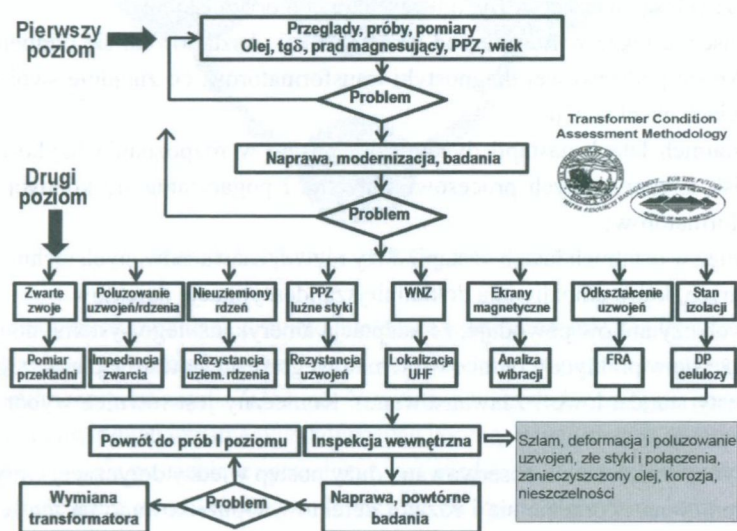 Pierwszy
poziom
Przeglądy, próby, pomiary
Olej, tgδ, prąd magnesujący, PPZ, wiek
Problem
Transformer Condition
Assessment Methodology
Naprawa, modernizacja, badania
Drugi
poziom
Problem
Zwarte
zwoje
Poluzowanie
uzwojeń/rdzenia
Nieuziemiony
rdzeń
PPZ
luźne styki
WNZ
Ekrany
magnetyczne
Odkształcenie
uzwojeń
Stan
izolacji
Pomiar
przekładni
Impedancja
zwarcia
Rezystancja
uziem. rdzenia
Rezystancja
uzwojeń
Lokalizacja
UHF
Analiza
wibracji
FRA
DP
celulozy
Powrót do prób I poziomu
Inspekcja wewnętrzna
Szlam, deformacja i poluzowanie
uzwojeń, złe styki i połączenia,
zanieczyszczony olej, korozja,
nieszczelności
Wymiana
transformatora
Problem
Naprawa, powtórne
badania